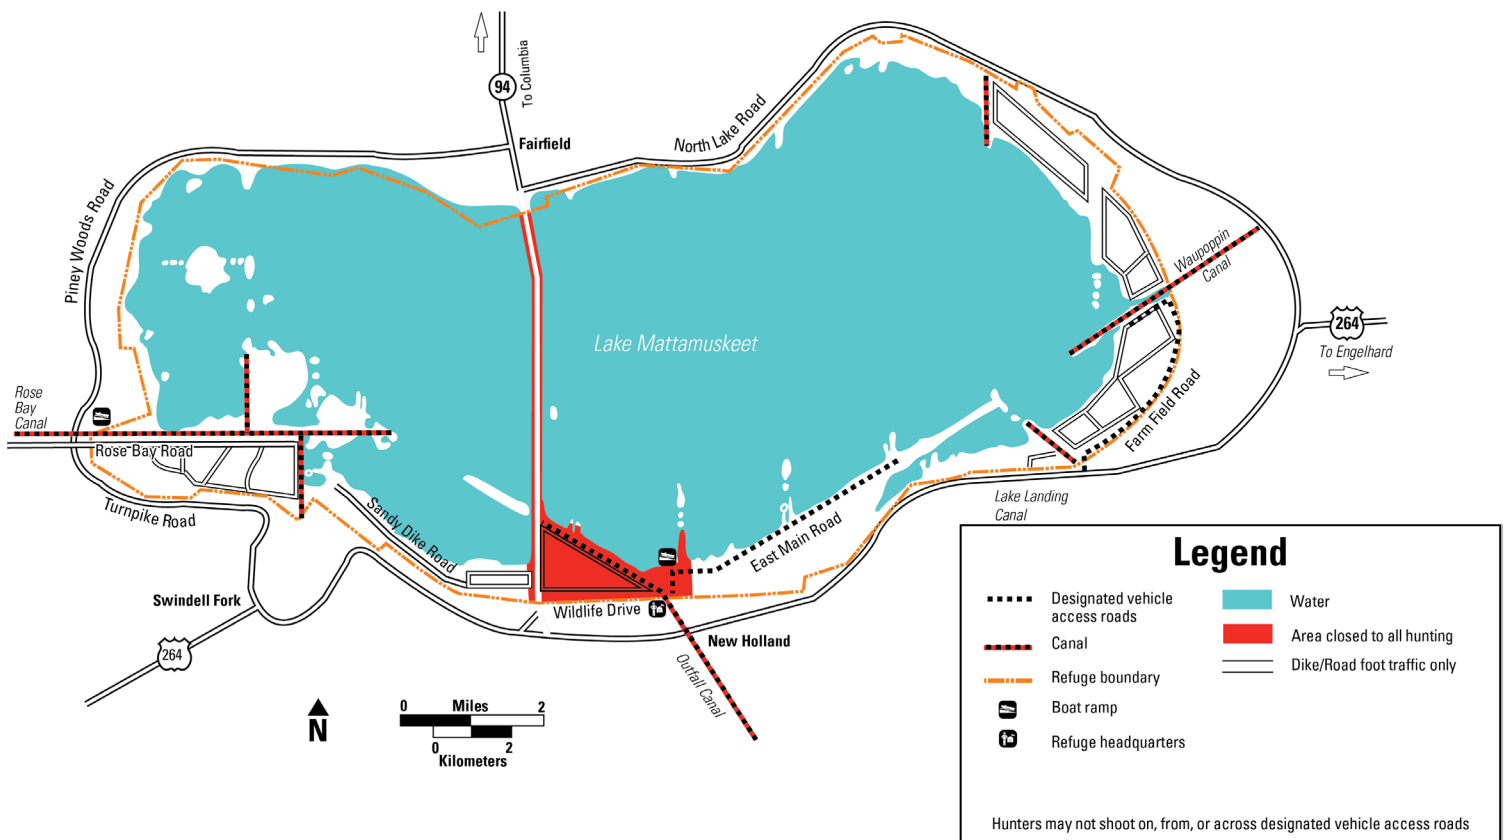 94
To Columbia
Fairfield
North Lake Road
Piney Woods Road
Waupoppin
Canal
264
To Engelhard
Lake Mattamuskeet
Rose
Bay
Canal
Rose Bay Road
Farm Field Road
Turnpike Road
Sandy Dike Road
East Main Road
Lake Landing
Canal
Swindell Fork
Wildlife Drive
264
New Holland
Outfall Canal
N
0 Miles 2
0 2
Kilometers
Legend
Designated vehicle
access roads
Canal
Refuge boundary
Boat ramp
Refuge headquarters
Water
Area closed to all hunting
Dike/Road foot traffic only
Hunters may not shoot on, from, or across designated vehicle access roads